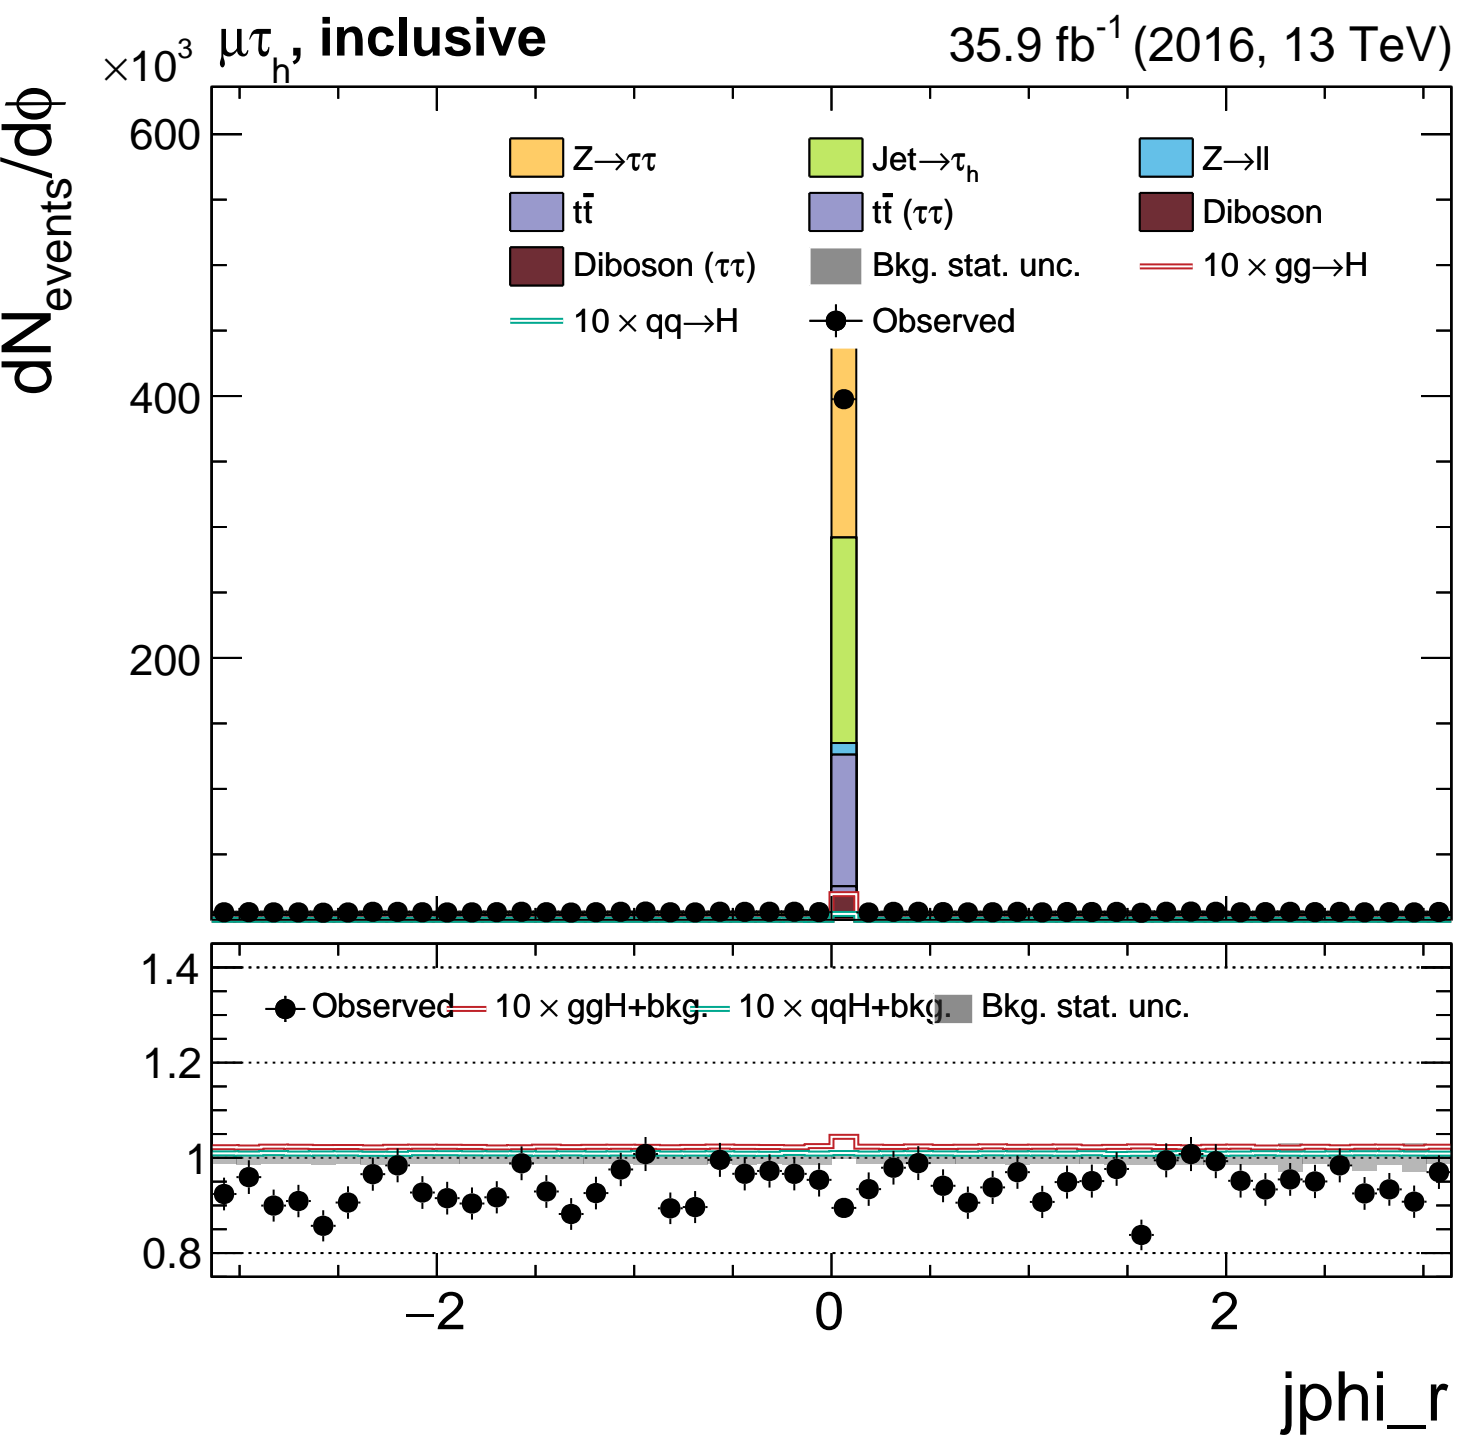 ×10³ μτₕ, inclusive 35.9 fb⁻¹ (2016, 13 TeV)
dN_events/dϕ
600
400
200
Z→ττ Jet→τₕ Z→ll
tt̄ tt̄ (ττ) Diboson
Diboson (ττ) Bkg. stat. unc. 10 × gg→H
10 × qq→H Observed
1.4
1.2
1
0.8
Observed 10 × ggH+bkg. 10 × qqH+bkg. Bkg. stat. unc.
−2 0 2
jphi_r